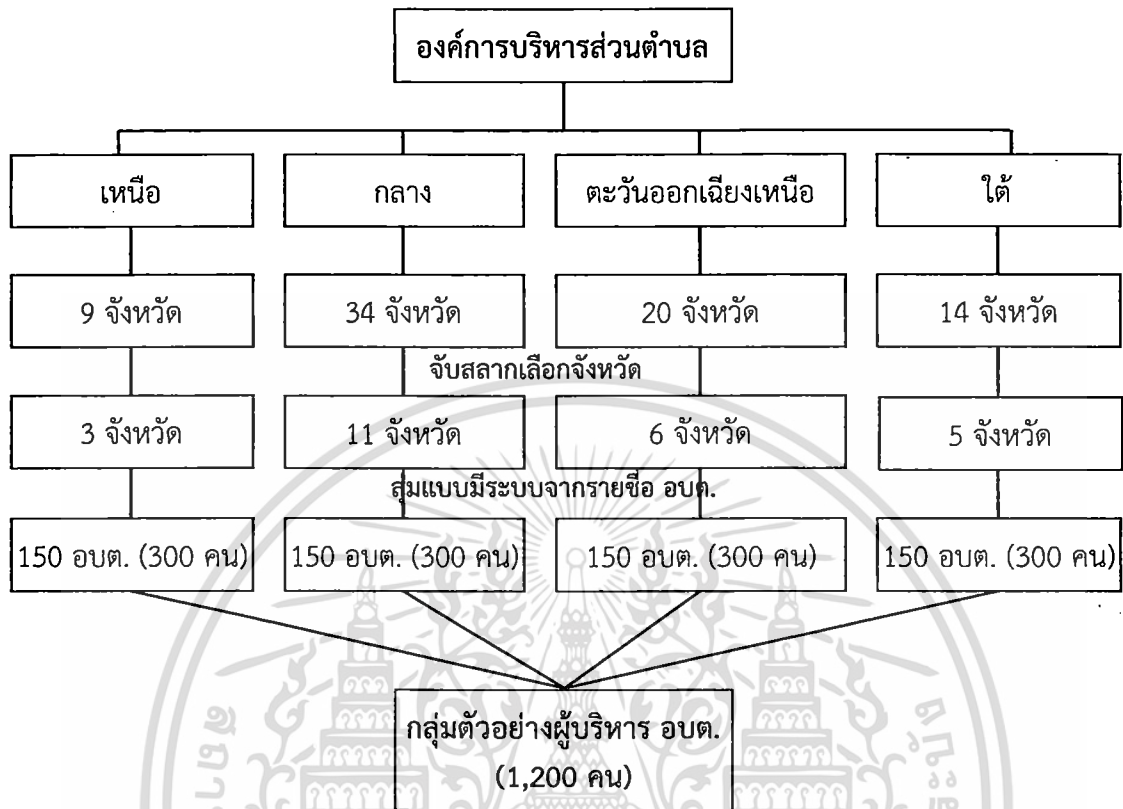 องค์การบริหารส่วนตำบล
เหนือ
กลาง
ตะวันออกเฉียงเหนือ
ใต้
9 จังหวัด
34 จังหวัด
20 จังหวัด
14 จังหวัด
จับสลากเลือกจังหวัด
3 จังหวัด
11 จังหวัด
6 จังหวัด
5 จังหวัด
สุ่มแบบมีระบบจากรายชื่อ อบต.
150 อบต. (300 คน)
150 อบต. (300 คน)
150 อบต. (300 คน)
150 อบต. (300 คน)
กลุ่มตัวอย่างผู้บริหาร อบต.
(1,200 คน)